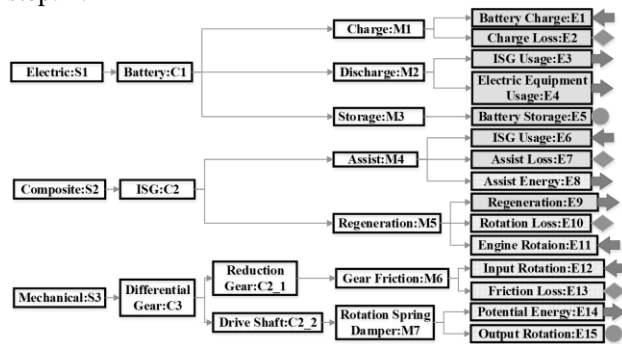 Battery Charge:E1
Charge:M1
Charge Loss:E2
ISG Usage:E3
Electric:S1
Battery:C1
Discharge:M2
Electric Equipment
Usage:E4
Storage:M3
Battery Storage:E5
ISG Usage:E6
Assist:M4
Assist Loss:E7
Assist Energy:E8
Composite:S2
ISG:C2
Regeneration:E9
Regeneration:M5
Rotation Loss:E10
Engine Rotaion:E11
Reduction
Gear:C2_1
Gear Friction:M6
Input Rotation:E12
Friction Loss:E13
Mechanical:S3
Differential
Gear:C3
Drive Shaft:C2_2
Rotation Spring
Damper:M7
Potential Energy:E14
Output Rotation:E15